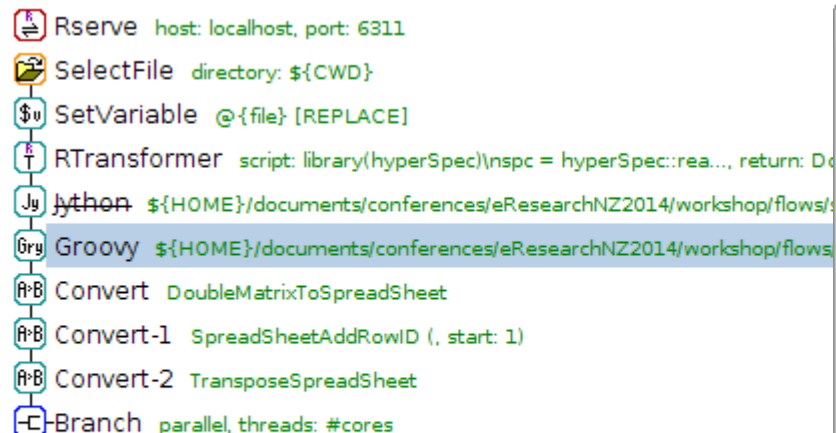 R Rserve host: localhost, port: 6311
SelectFile directory: ${CWD}
$v SetVariable @{file} [REPLACE]
R T RTransformer script: library(hyperSpec)\nspc = hyperSpec::rea..., return: Do
Jy Jython ${HOME}/documents/conferences/eResearchNZ2014/workshop/flows/s
Gry Groovy ${HOME}/documents/conferences/eResearchNZ2014/workshop/flows/
A>B Convert DoubleMatrixToSpreadSheet
A>B Convert-1 SpreadSheetAddRowID (, start: 1)
A>B Convert-2 TransposeSpreadSheet
Branch parallel, threads: #cores